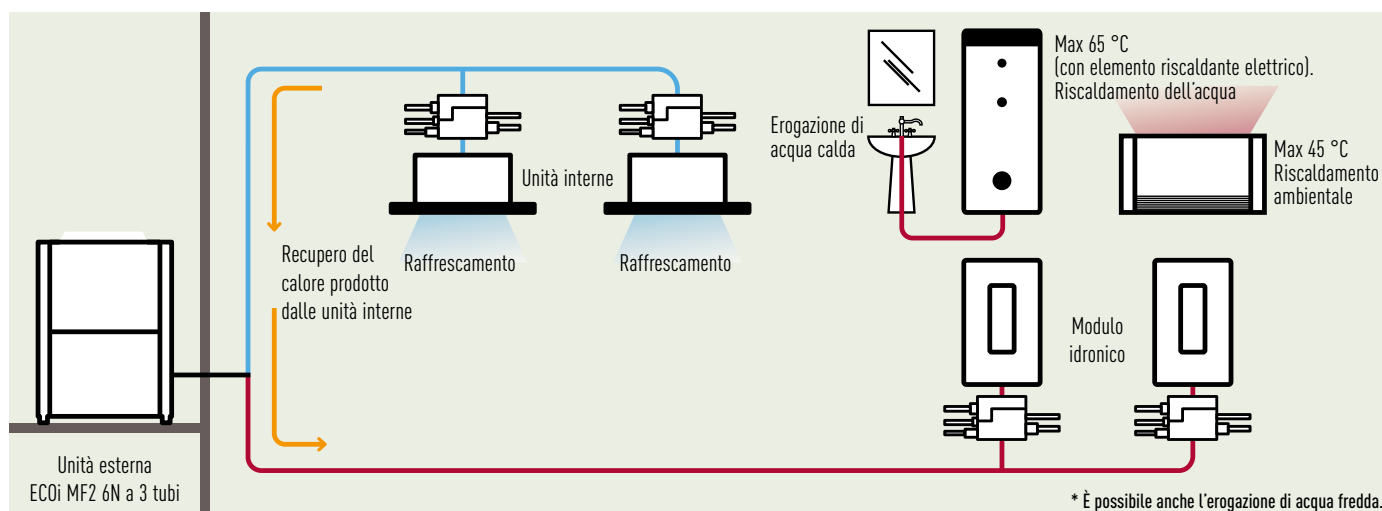 Max 65 °C
(con elemento riscaldante elettrico).
Riscaldamento dell'acqua
Erogazione di
acqua calda
Max 45 °C
Riscaldamento
ambientale
Unità interne
Recupero del
calore prodotto
dalle unità interne
Raffrescamento
Raffrescamento
Modulo
idronico
Unità esterna
ECOi MF2 6N a 3 tubi
* È possibile anche l'erogazione di acqua fredda.